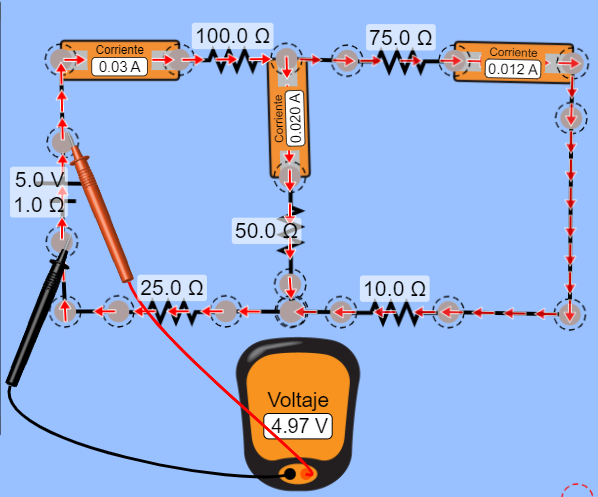 100.0 Ω
75.0 Ω
Corriente
0.03 A
Corriente
0.012 A
Corriente
0.020 A
5.0 V
1.0 Ω
50.0 Ω
25.0 Ω
10.0 Ω
Voltaje
4.97 V